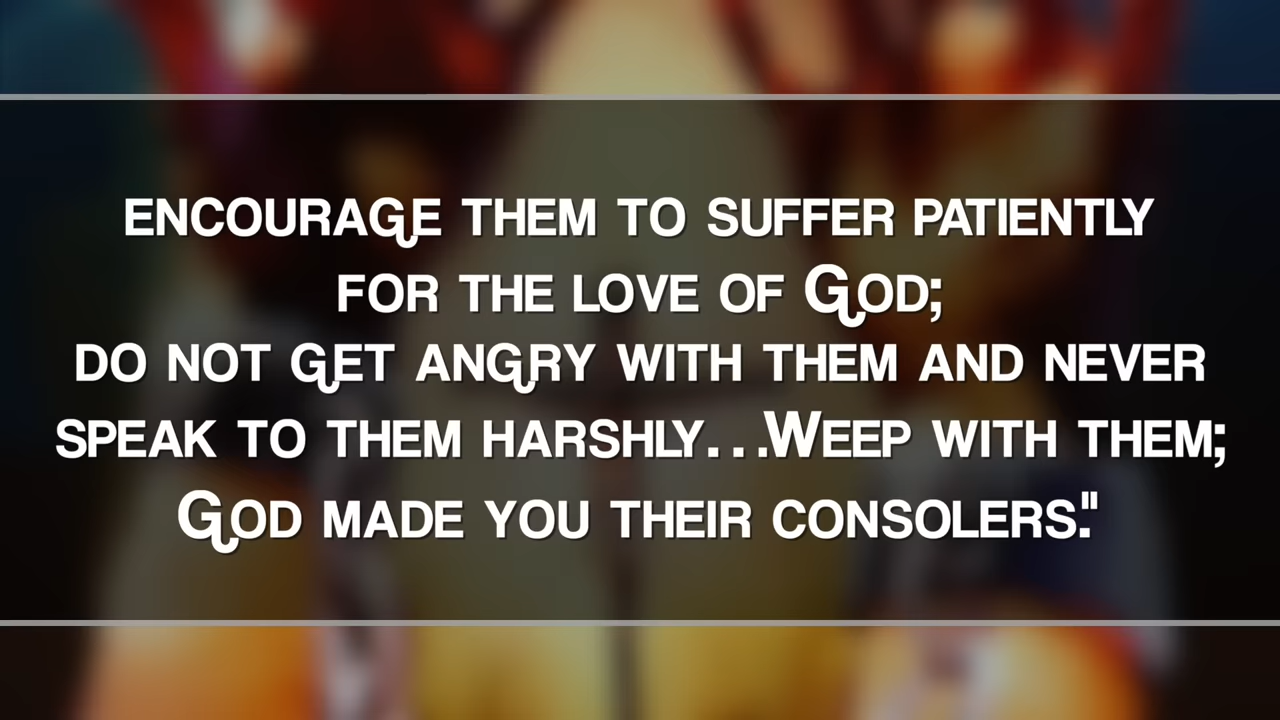 ENCOURAGE THEM TO SUFFER PATIENTLY
FOR THE LOVE OF GOD;
DO NOT GET ANGRY WITH THEM AND NEVER
SPEAK TO THEM HARSHLY...WEEP WITH THEM;
GOD MADE YOU THEIR CONSOLERS."